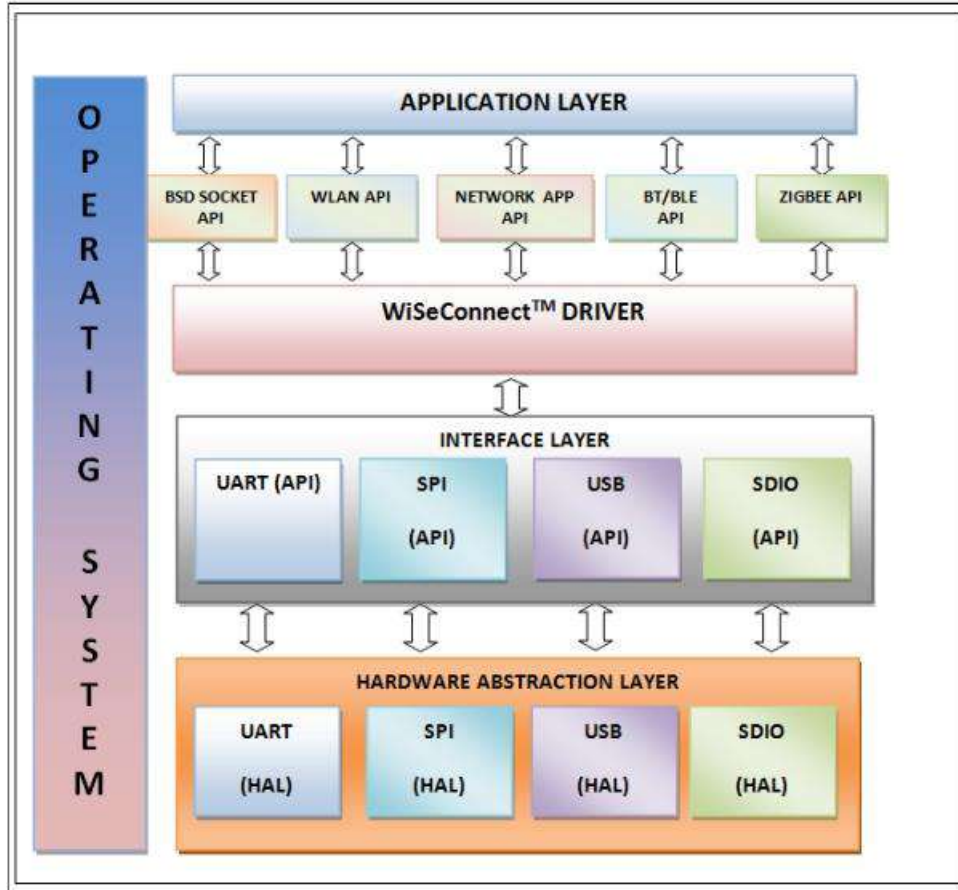 OPERATING SYSTEM
APPLICATION LAYER
BSD SOCKET
API
WLAN API
NETWORK APP
API
BT/BLE
API
ZIGBEE API
WiSeConnect™ DRIVER
INTERFACE LAYER
UART (API)
SPI
(API)
USB
(API)
SDIO
(API)
HARDWARE ABSTRACTION LAYER
UART
(HAL)
SPI
(HAL)
USB
(HAL)
SDIO
(HAL)